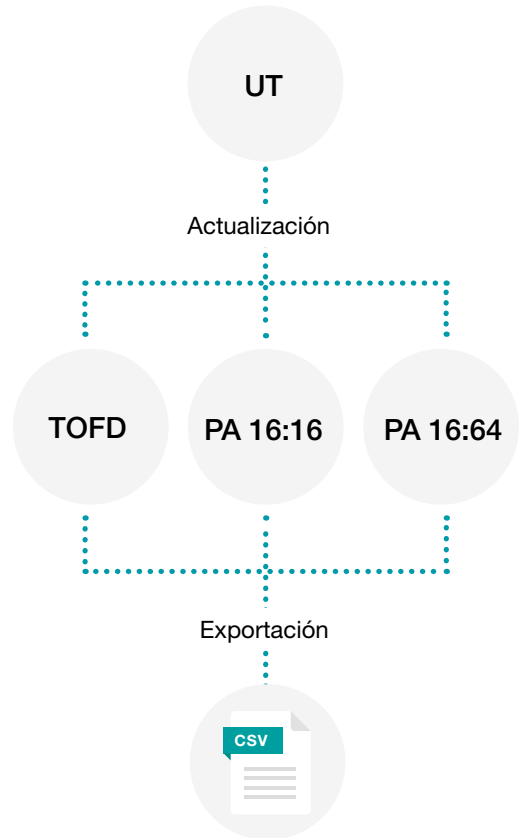 UT
Actualización
TOFD
PA 16:16
PA 16:64
Exportación
CSV